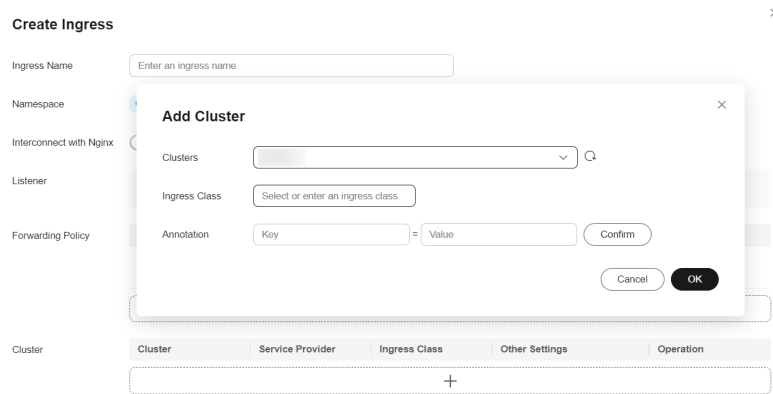 Create Ingress
Ingress Name
Enter an ingress name.
Namespace
Interconnect with Nginx
Listener
Forwarding Policy
Add Cluster
Clusters
Ingress Class
Select or enter an ingress class.
Annotation
Key = Value Confirm
Cancel OK
Cluster
Cluster Service Provider Ingress Class Other Settings Operation